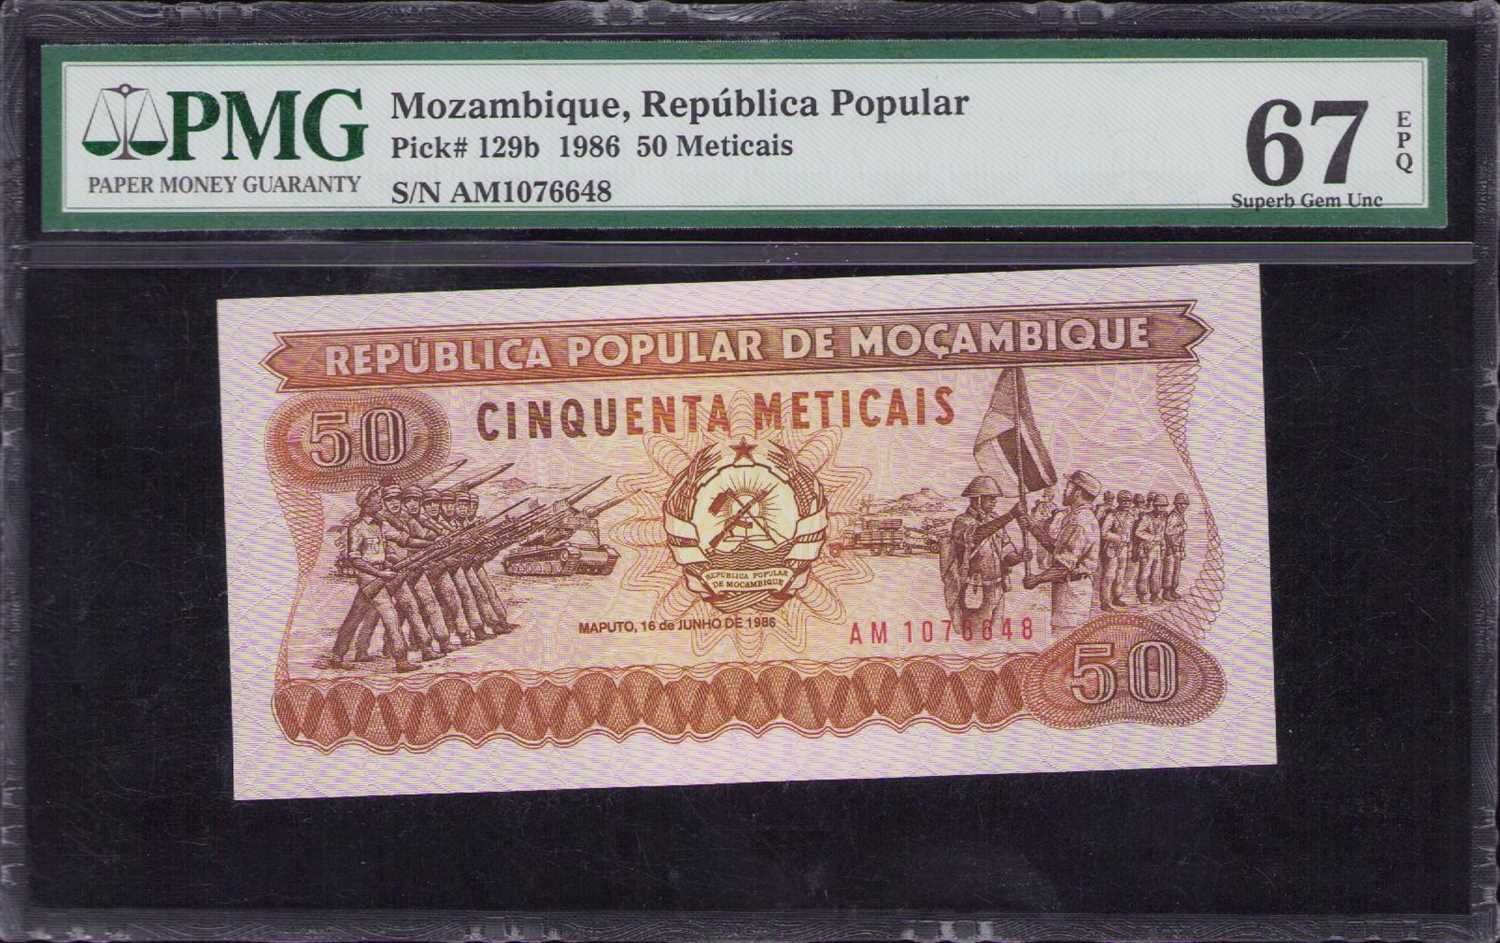 PMG
PAPER MONEY GUARANTY
Mozambique, República Popular
Pick# 129b 1986 50 Meticais
S/N AM1076648
67
EPQ
Superb Gem Unc
REPÚBLICA POPULAR DE MOÇAMBIQUE
50
CINQUENTA METICAIS
REPUBLICA POPULAR
DE MOCAMBIQUE
MAPUTO, 16 de JUNHO DE 1986
AM 1076648
50